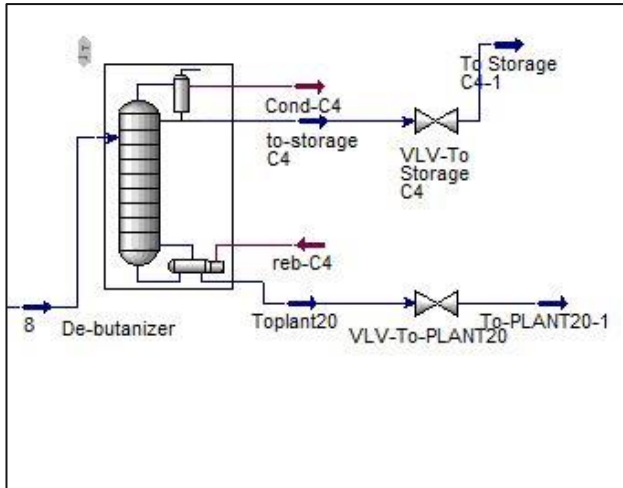 To Storage
C4-1
Cond-C4
to-storage
C4
VLV-To
Storage
C4
reb-C4
8
De-butanizer
Toplant20
VLV-To-PLANT20
To-PLANT20-1